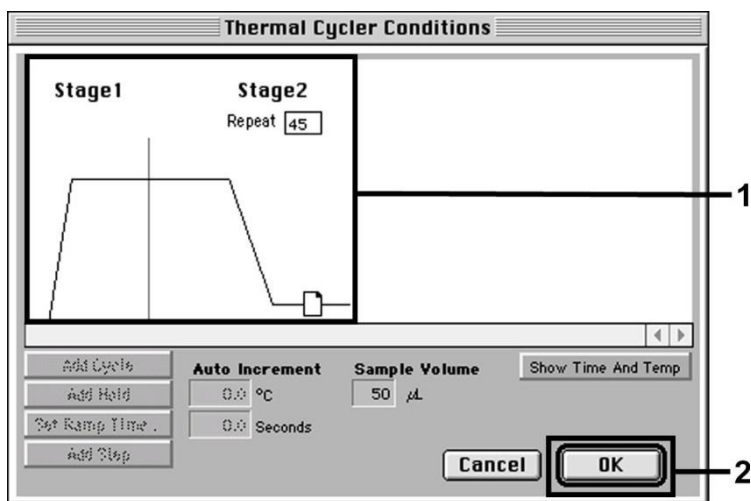 Thermal Cycler Conditions
Stage1 Stage2
Repeat 45
1
Add Cycle
Add Hold
Set Ramp Time .
Add Step
Auto Increment
0.0 °C
0.0 Seconds
Sample Volume
50 µL
Show Time And Temp
Cancel OK
2